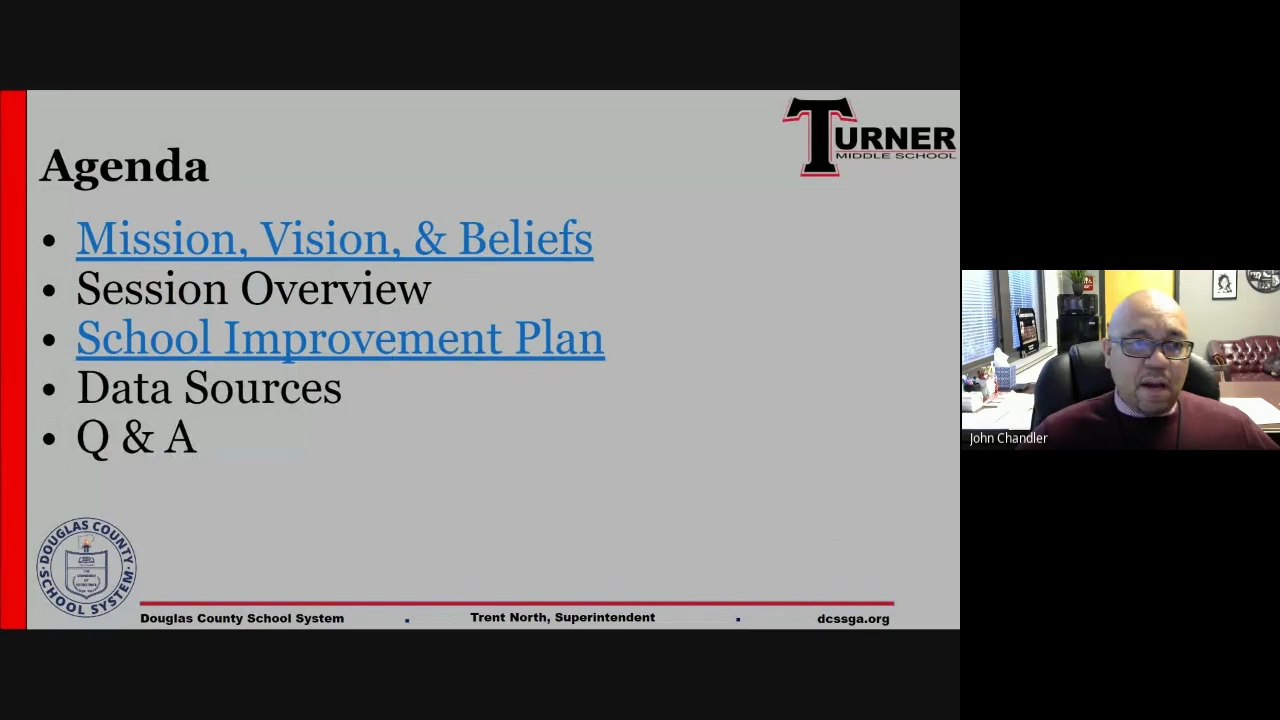 TURNER
MIDDLE SCHOOL
Agenda
• Mission, Vision, & Beliefs
• Session Overview
• School Improvement Plan
• Data Sources
• Q & A
DOUGLAS COUNTY
SCHOOL SYSTEM
Douglas County School System . Trent North, Superintendent . dcssga.org
John Chandler